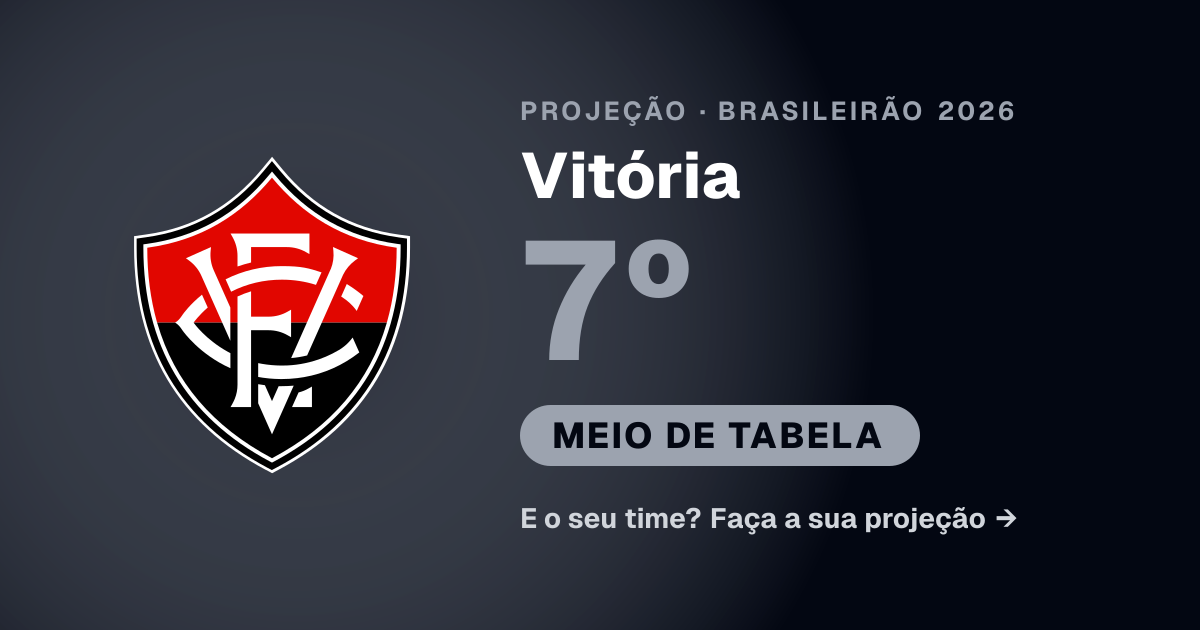 PROJEÇÃO · BRASILEIRÃO 2026
Vitória
7º
MEIO DE TABELA
E o seu time? Faça a sua projeção →